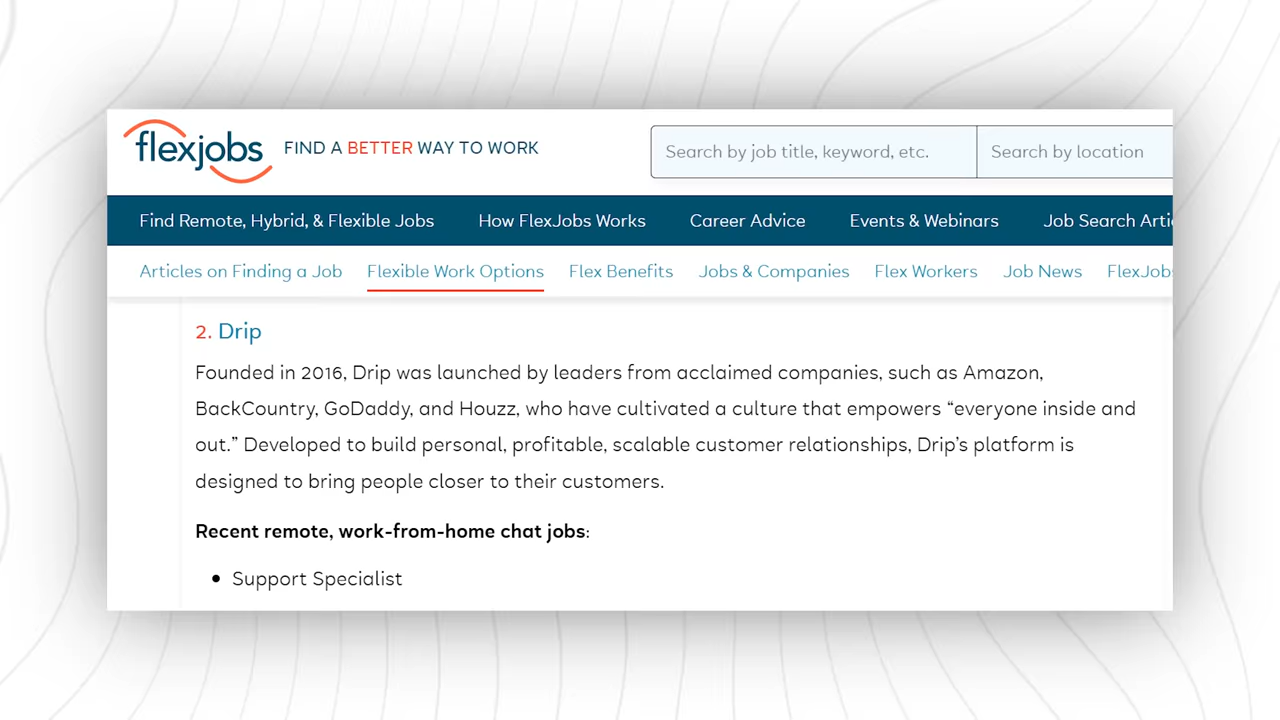 flexjobs FIND A BETTER WAY TO WORK
Search by job title, keyword, etc. Search by location
Find Remote, Hybrid, & Flexible Jobs How FlexJobs Works Career Advice Events & Webinars Job Search Arti
Articles on Finding a Job Flexible Work Options Flex Benefits Jobs & Companies Flex Workers Job News FlexJob
2. Drip
Founded in 2016, Drip was launched by leaders from acclaimed companies, such as Amazon,
BackCountry, GoDaddy, and Houzz, who have cultivated a culture that empowers “everyone inside and
out.” Developed to build personal, profitable, scalable customer relationships, Drip’s platform is
designed to bring people closer to their customers.
Recent remote, work-from-home chat jobs:
• Support Specialist